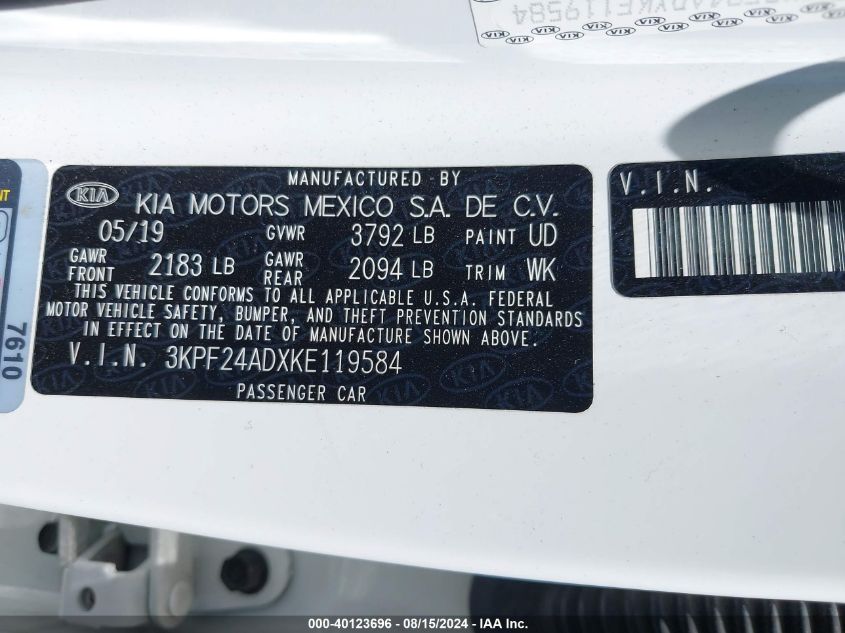 DXKE119584
KIA
MANUFACTURED BY
KIA MOTORS MEXICO S.A. DE C.V.
05/19 GVWR 3792 LB PAINT UD
GAWR FRONT 2183 LB GAWR REAR 2094 LB TRIM WK
THIS VEHICLE CONFORMS TO ALL APPLICABLE U.S.A. FEDERAL
MOTOR VEHICLE SAFETY, BUMPER, AND THEFT PREVENTION STANDARDS
IN EFFECT ON THE DATE OF MANUFACTURE SHOWN ABOVE.
V.I.N. 3KPF24ADXKE119584
PASSENGER CAR
V.I.N.
7610
000-40123696 - 08/15/2024 - IAA Inc.